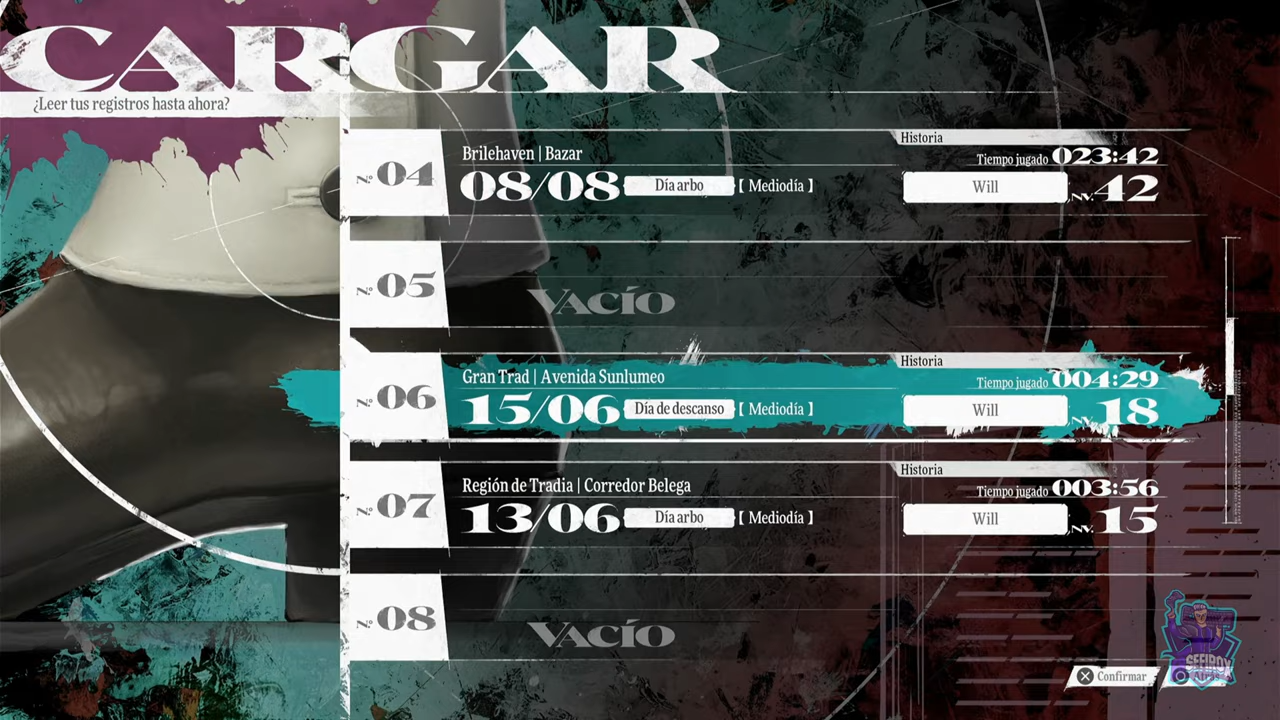 CARGAR
¿Leer tus registros hasta ahora?
Nº 04
Historia
Brilehaven | Bazar
Tiempo jugado 023:42
08/08 Día arbo [ Mediodía ]
Will
NV. 42
Nº 05
VACÍO
Nº 06
Historia
Gran Trad | Avenida Sunlumeo
Tiempo jugado 004:29
15/06 Día de descanso [ Mediodía ]
Will
NV. 18
Nº 07
Historia
Región de Tradia | Corredor Belega
Tiempo jugado 003:56
13/06 Día arbo [ Mediodía ]
Will
NV. 15
Nº 08
VACÍO
SEFIROY
Confirmar
Atrás